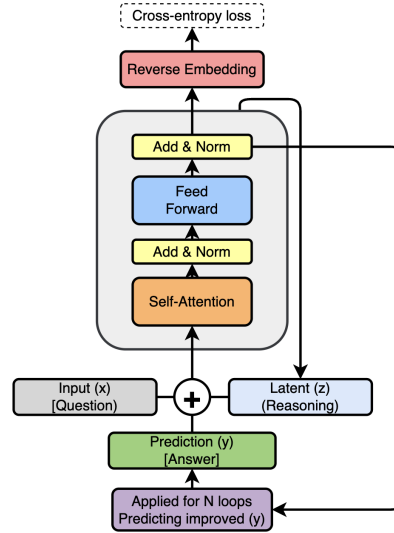 Cross-entropy loss
Reverse Embedding
Add & Norm
Feed
Forward
Add & Norm
Self-Attention
Input (x)
[Question]
+
Latent (z)
(Reasoning)
Prediction (y)
[Answer]
Applied for N loops
Predicting improved (y)